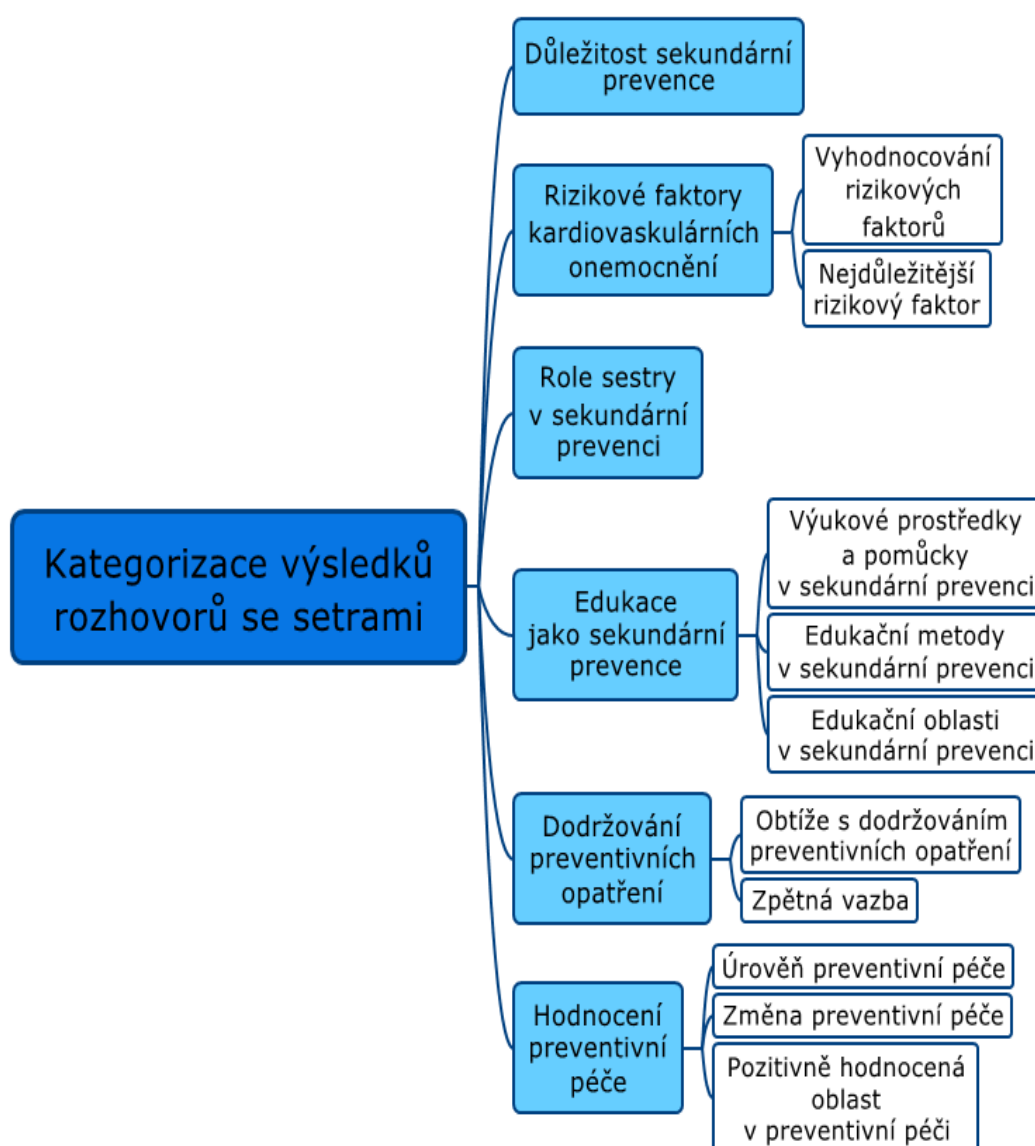 Kategorizace výsledků
rozhovorů se setrami
Důležitost sekundární
prevence
Rizikové faktory
kardiovaskulárních
onemocnění
Vyhodnocování
rizikových
faktorů
Nejdůležitější
rizikový faktor
Role sestry
v sekundární
prevenci
Edukace
jako sekundární
prevence
Výukové prostředky
a pomůcky
v sekundární prevenci
Edukační metody
v sekundární prevenci
Edukační oblasti
v sekundární prevenci
Dodržování
preventivních
opatření
Obtíže s dodržováním
preventivních opatření
Zpětná vazba
Hodnocení
preventivní
péče
Úrověň preventivní péče
Změna preventivní péče
Pozitivně hodnocená
oblast
v preventivní péči